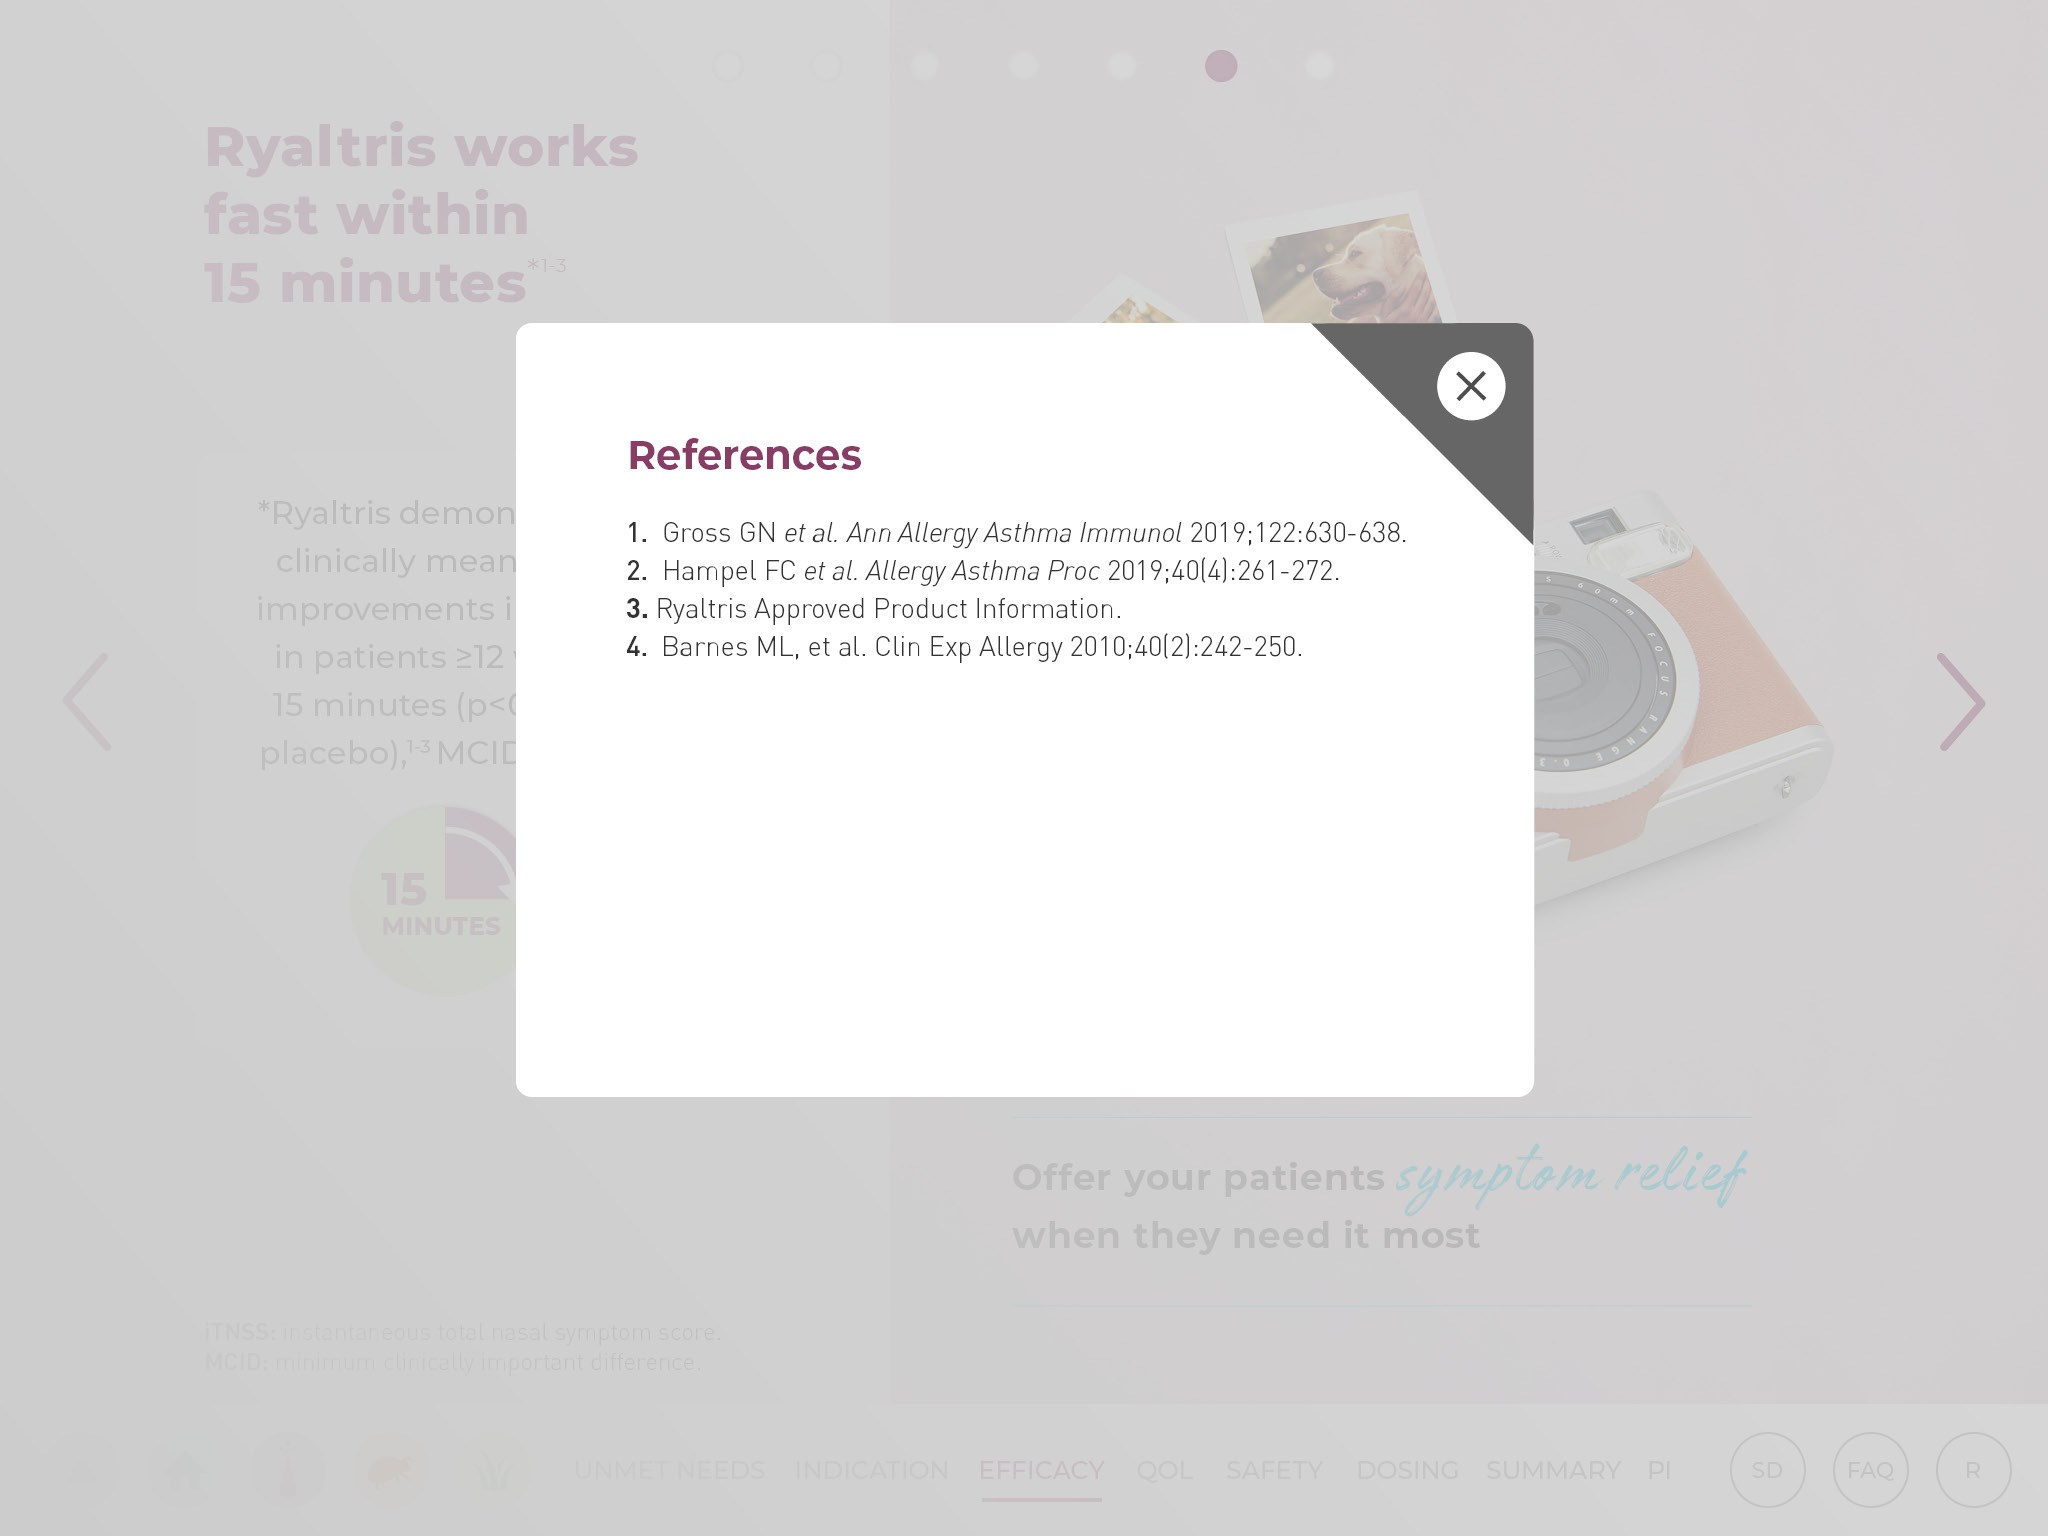 Ryaltris works
fast within
15 minutes*1-3
References
1. Gross GN et al. Ann Allergy Asthma Immunol 2019;122:630-638.
2. Hampel FC et al. Allergy Asthma Proc 2019;40(4):261-272.
3. Ryaltris Approved Product Information.
4. Barnes ML, et al. Clin Exp Allergy 2010;40(2):242-250.
*Ryaltris demon
clinically mean
improvements i
in patients ≥12
15 minutes (p<0
placebo),1-3 MCID
15
MINUTES
FOCUS RANGE 0.3
Offer your patients symptom relief
when they need it most
iTNSS: instantaneous total nasal symptom score.
MCID: minimum clinically important difference.
UNMET NEEDS INDICATION EFFICACY QOL SAFETY DOSING SUMMARY PI SD FAQ R